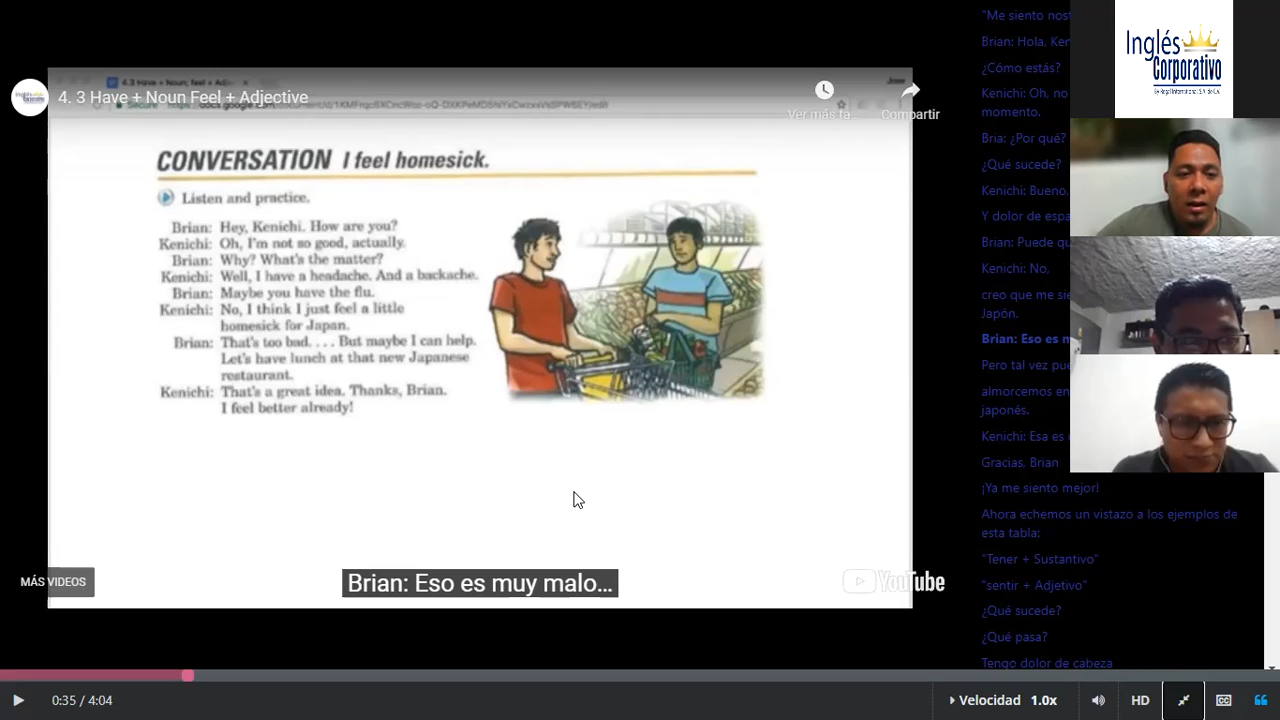 4. 3 Have + Noun Feel + Adjective
Ver más ta...
Compartir
CONVERSATION I feel homesick.
Listen and practice.
Brian: Hey, Kenichi. How are you?
Kenichi: Oh, I'm not so good, actually.
Brian: Why? What's the matter?
Kenichi: Well, I have a headache. And a backache.
Brian: Maybe you have the flu.
Kenichi: No, I think I just feel a little
homesick for Japan.
Brian: That's too bad. . . . But maybe I can help.
Let's have lunch at that new Japanese
restaurant.
Kenichi: That's a great idea. Thanks, Brian.
I feel better already!
MÁS VIDEOS
Brian: Eso es muy malo...
YouTube
0:35 / 4:04
Velocidad 1.0x
HD
CC
"Me siento
Brian: Hola,
¿Cómo estás?
Kenichi: Oh, no
momento.
Bria: ¿Por qué?
¿Qué sucede?
Kenichi: Bueno,
Y dolor de
Brian: Puede
Kenichi: No,
creo que me
Japón.
Brian: Eso es
Pero tal vez
almorcemos en
japonés.
Kenichi: Esa es
Gracias, Brian
¡Ya me siento mejor!
Ahora echemos un vistazo a los ejemplos de
esta tabla:
"Tener + Sustantivo"
"sentir + Adjetivo"
¿Qué sucede?
¿Qué pasa?
Tengo dolor de cabeza
Inglés
Corporativo